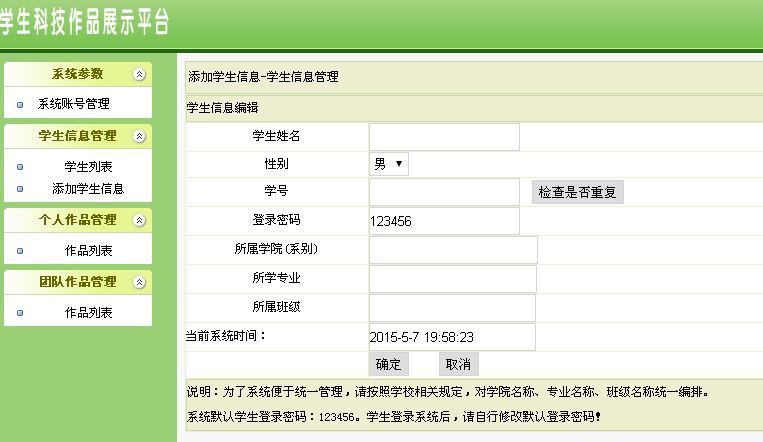 学生科技作品展示平台
系统参数
系统账号管理
学生信息管理
学生列表
添加学生信息
个人作品管理
作品列表
团队作品管理
作品列表
添加学生信息-学生信息管理
学生信息编辑
学生姓名
性别 男
学号 检查是否重复
登录密码 123456
所属学院(系别)
所学专业
所属班级
当前系统时间： 2015-5-7 19:58:23
确定 取消
说明：为了系统便于统一管理，请按照学校相关规定，对学院名称、专业名称、班级名称统一编排。
系统默认学生登录密码：123456。学生登录系统后，请自行修改默认登录密码！